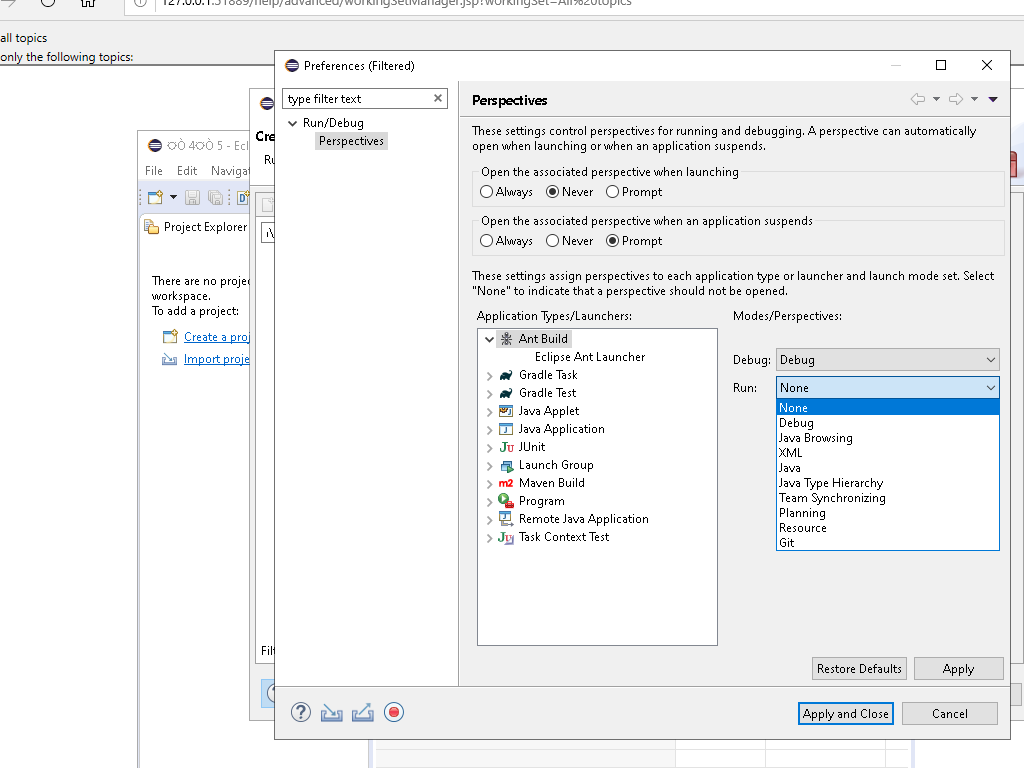 127.0.0.1:51889/help/advanced/workingSetManager.jsp?workingSet=All%20topics
all topics
only the following topics:
Preferences (Filtered)
type filter text
Run/Debug
Perspectives
Perspectives
These settings control perspectives for running and debugging. A perspective can automatically
open when launching or when an application suspends.
Open the associated perspective when launching
Always
Never
Prompt
Open the associated perspective when an application suspends
Always
Never
Prompt
These settings assign perspectives to each application type or launcher and launch mode set. Select
"None" to indicate that a perspective should not be opened.
Application Types/Launchers:
Ant Build
Eclipse Ant Launcher
Gradle Task
Gradle Test
Java Applet
Java Application
JUnit
Launch Group
Maven Build
Program
Remote Java Application
Task Context Test
Modes/Perspectives:
Debug:
Debug
Run:
None
None
Debug
Java Browsing
XML
Java
Java Type Hierarchy
Team Synchronizing
Planning
Resource
Git
Restore Defaults
Apply
Apply and Close
Cancel
Cre
Ru
Filt
File
Edit
Navigat
Project Explorer
There are no proje
workspace.
To add a project:
Create a proj
Import proje